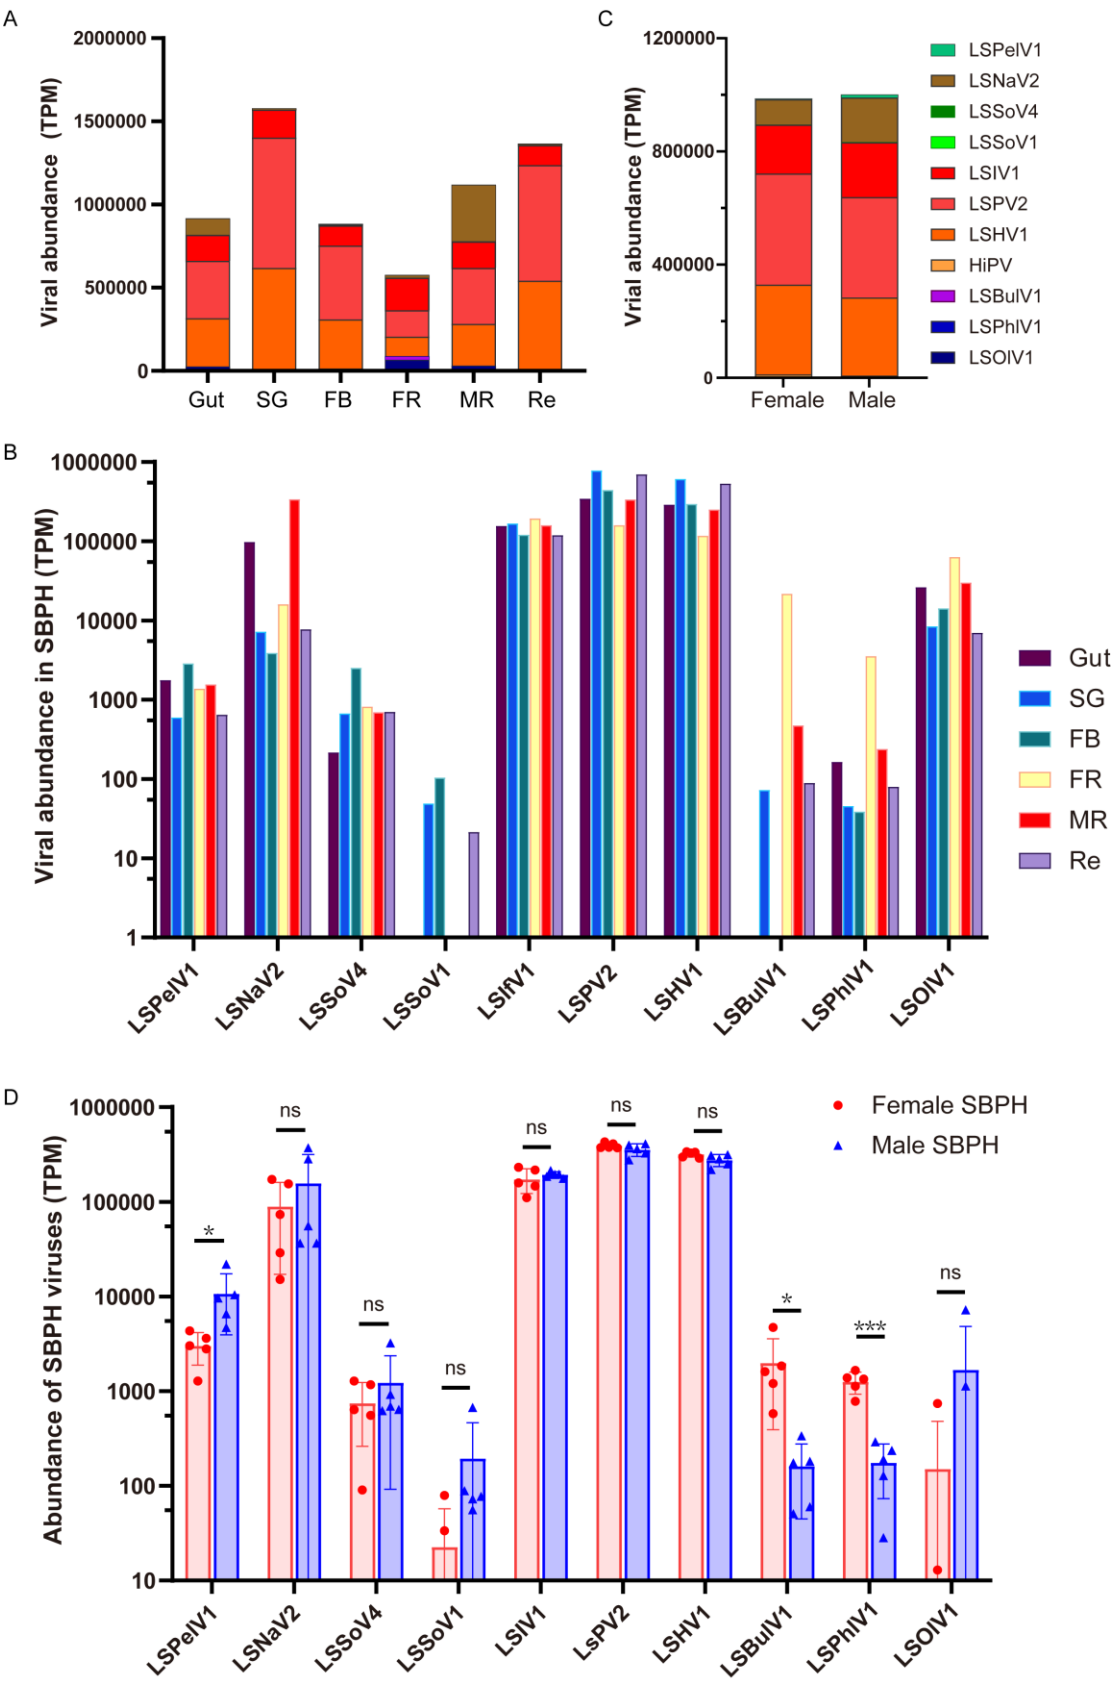 A
Viral abundance (TPM)
2000000
1500000
1000000
500000
0
Gut SG FB FR MR Re
C
Vrial abundance (TPM)
1200000
800000
400000
0
Female Male
LSPelV1
LSNaV2
LSSoV4
LSSoV1
LSIV1
LSPV2
LSHV1
HiPV
LSBulV1
LSPhlV1
LSOlV1
B
Viral abundance in SBPH (TPM)
1000000
100000
10000
1000
100
10
1
LSPelV1 LSNaV2 LSSoV4 LSSoV1 LSIfV1 LSPV2 LSHV1 LSBulV1 LSPhlV1 LSOlV1
Gut
SG
FB
FR
MR
Re
D
Abundance of SBPH viruses (TPM)
1000000
100000
10000
1000
100
10
* ns ns ns ns ns ns * *** ns
Female SBPH
Male SBPH
LSPelV1 LSNaV2 LSSoV4 LSSoV1 LSIV1 LsPV2 LSHV1 LSBulV1 LSPhlV1 LSOlV1